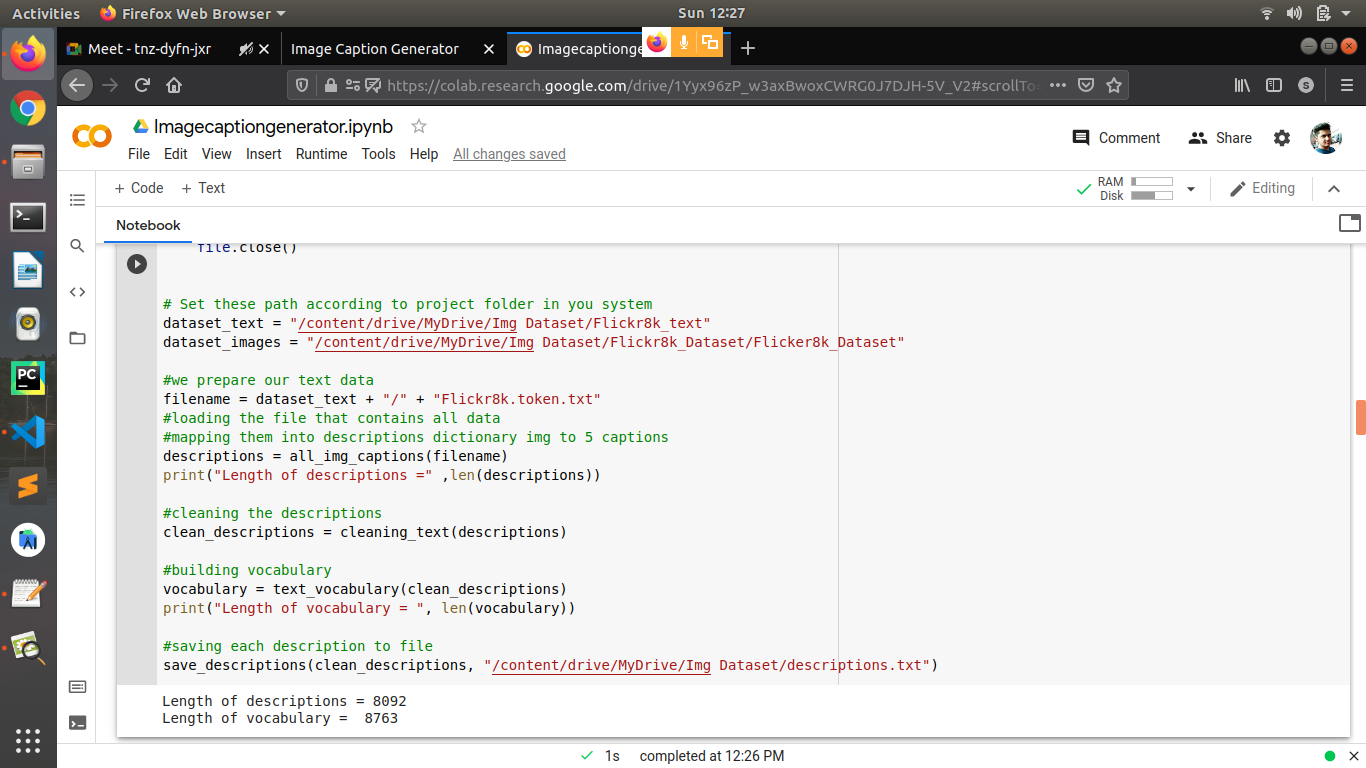 Activities Firefox Web Browser Sun 12:27
Meet - tnz-dyfn-jxr Image Caption Generator Imagecaptionge
https://colab.research.google.com/drive/1Yyx96zP_w3axBwoxCWRG0J7DJH-5V_V2#scrollTo S
Imagecaptiongenerator.ipynb
Comment Share
File Edit View Insert Runtime Tools Help All changes saved
+ Code + Text RAM Disk Editing
Notebook
file.close()
# Set these path according to project folder in you system
dataset_text = "/content/drive/MyDrive/Img Dataset/Flickr8k_text"
dataset_images = "/content/drive/MyDrive/Img Dataset/Flickr8k_Dataset/Flicker8k_Dataset"
#we prepare our text data
filename = dataset_text + "/" + "Flickr8k.token.txt"
#loading the file that contains all data
#mapping them into descriptions dictionary img to 5 captions
descriptions = all_img_captions(filename)
print("Length of descriptions =" ,len(descriptions))
#cleaning the descriptions
clean_descriptions = cleaning_text(descriptions)
#building vocabulary
vocabulary = text_vocabulary(clean_descriptions)
print("Length of vocabulary = ", len(vocabulary))
#saving each description to file
save_descriptions(clean_descriptions, "/content/drive/MyDrive/Img Dataset/descriptions.txt")
Length of descriptions = 8092
Length of vocabulary =  8763
1s completed at 12:26 PM
PC